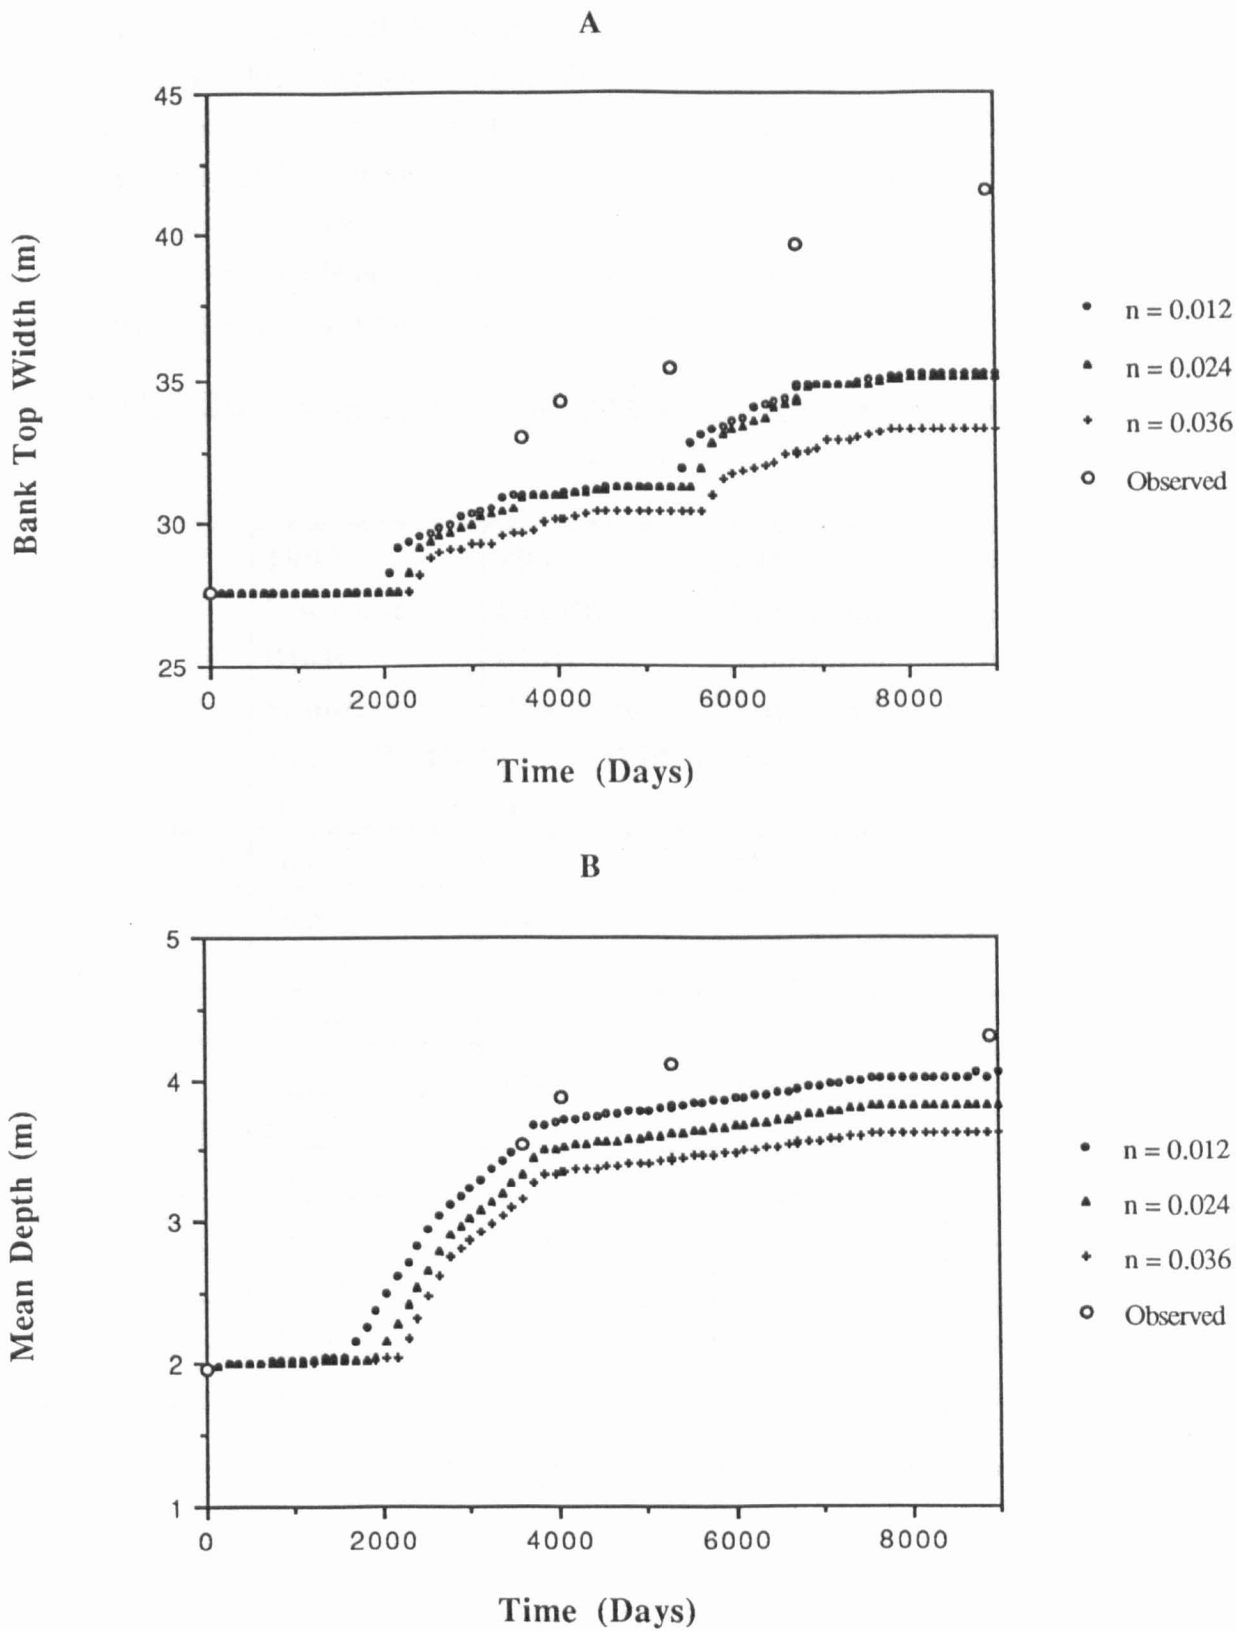 A
45
40
35
30
25
Bank Top Width (m)
0 2000 4000 6000 8000
Time (Days)
n = 0.012
n = 0.024
n = 0.036
Observed
B
5
4
3
2
1
Mean Depth (m)
0 2000 4000 6000 8000
Time (Days)
n = 0.012
n = 0.024
n = 0.036
Observed